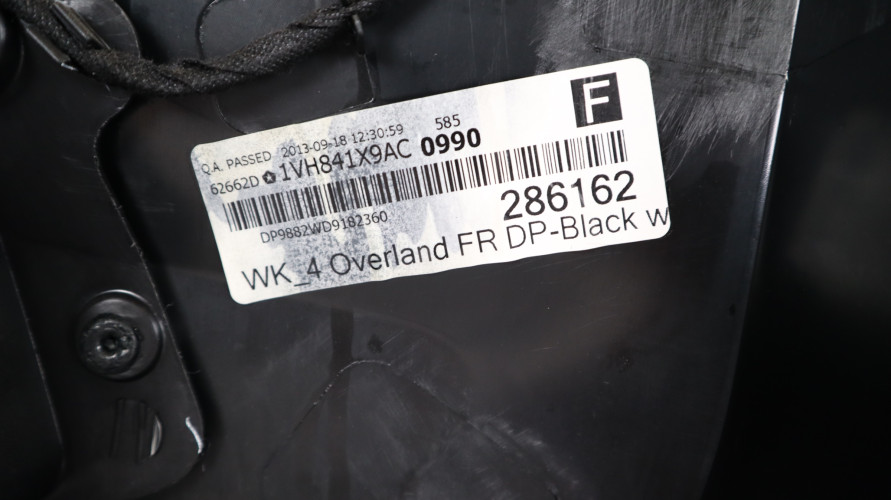 F
Q.A. PASSED 2013-09-18 12:30:59 585
62662D 1VH841X9AC 0990
DP9882WD9182360 286162
WK_4 Overland FR DP-Black w